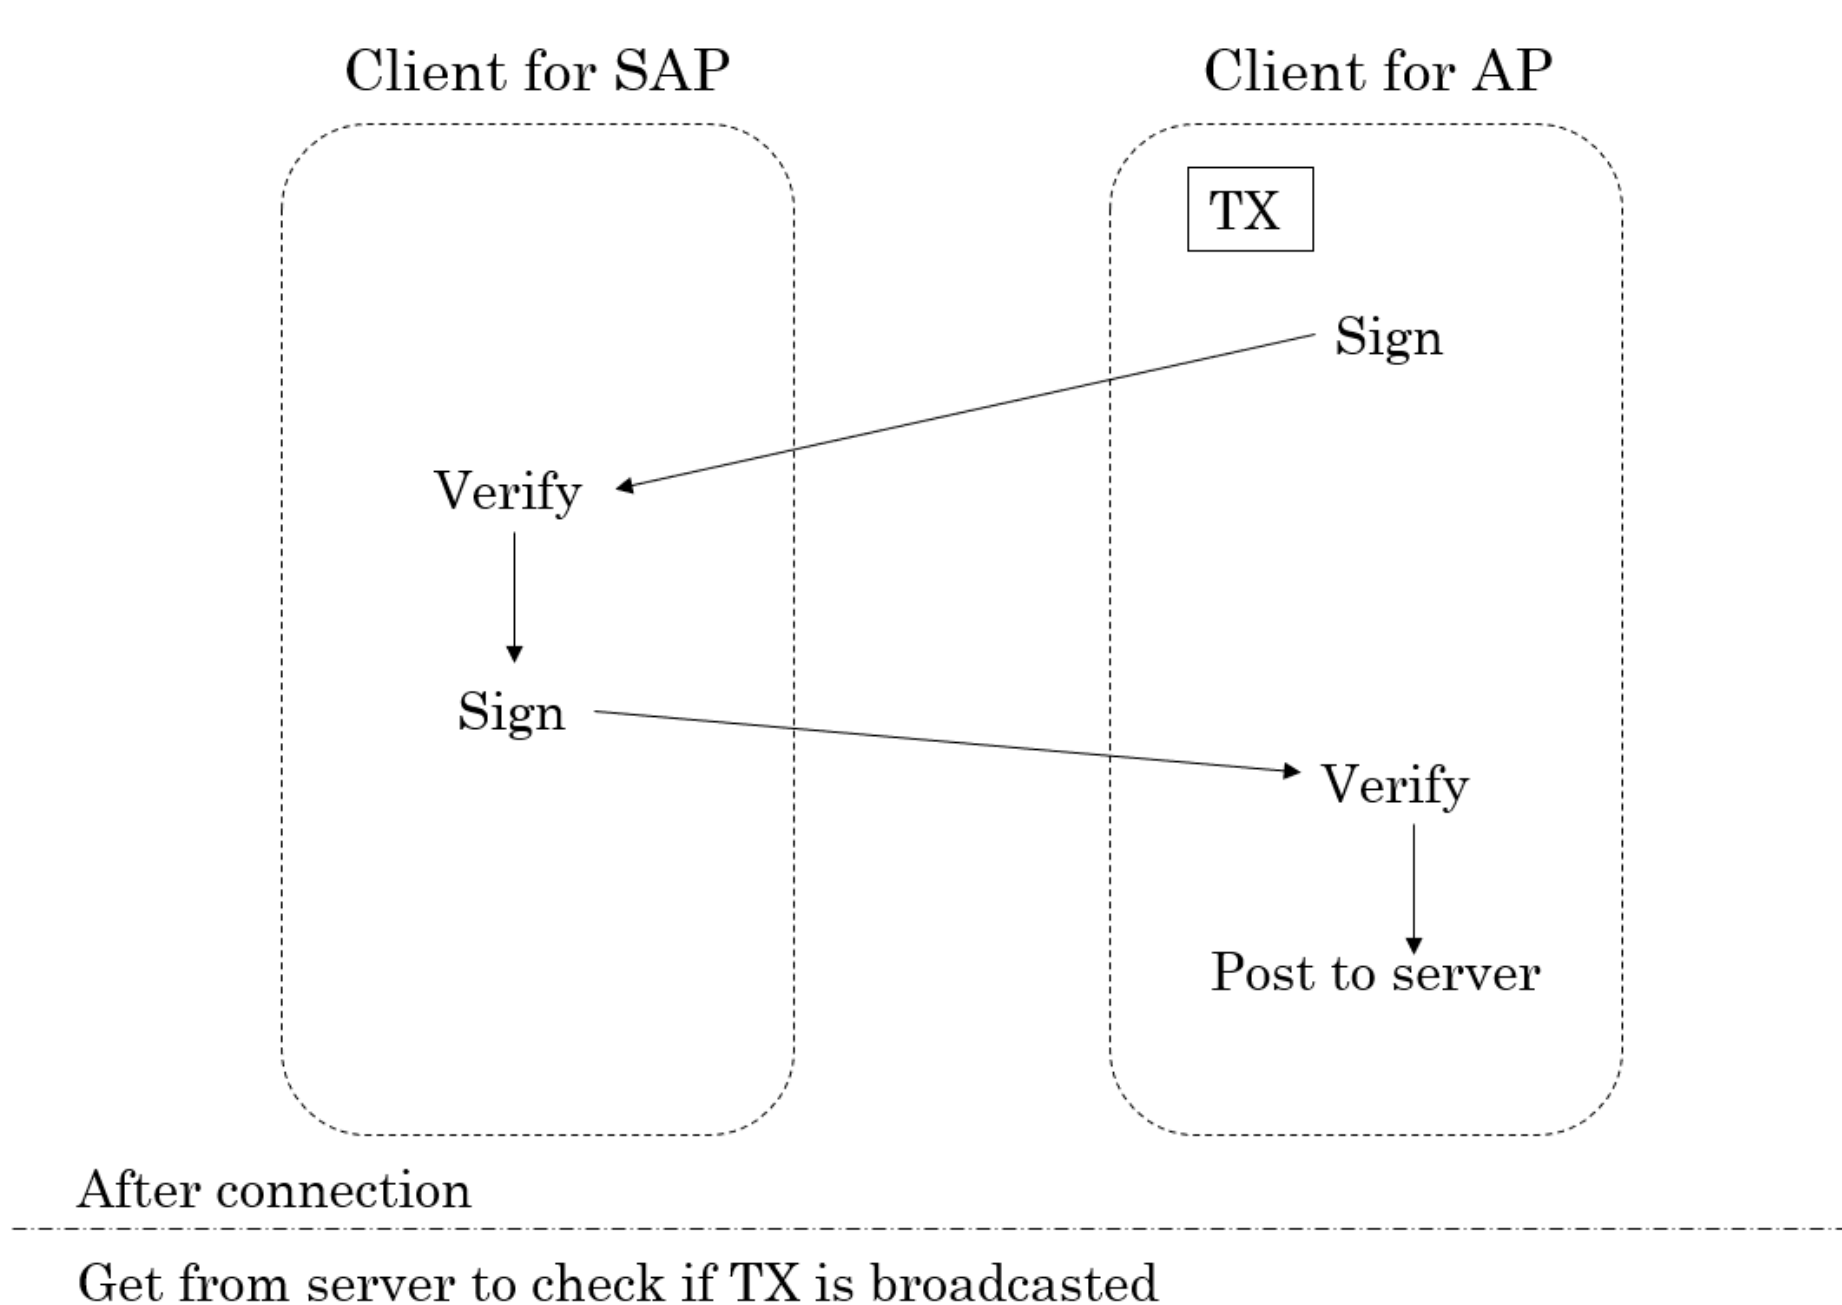 Client for SAP
Client for AP
TX
Sign
Verify
Sign
Verify
Post to server
After connection
Get from server to check if TX is broadcasted